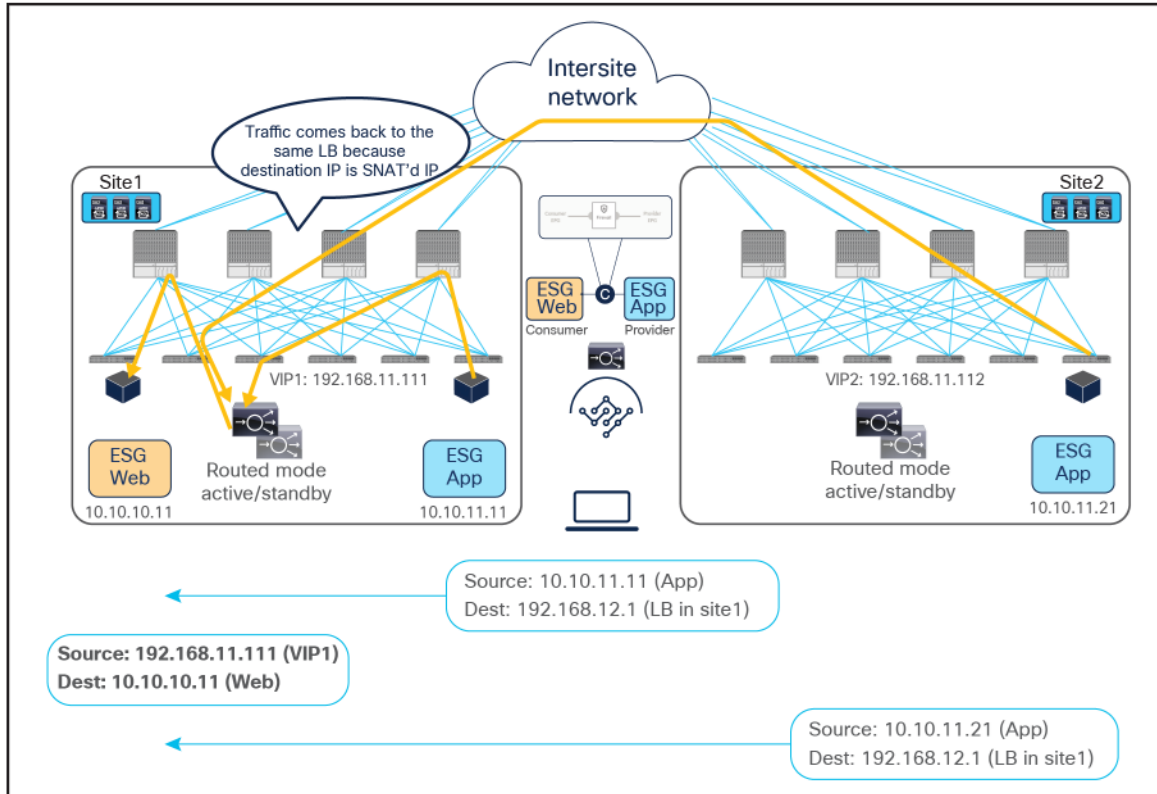 Intersite
network
Traffic comes back to the
same LB because
destination IP is SNAT'd IP
Site1
Site2
Consumer
EPG
Firewall
Provider
EPG
ESG
Web
C
ESG
App
Consumer
Provider
VIP1: 192.168.11.111
VIP2: 192.168.11.112
ESG
Web
10.10.10.11
Routed mode
active/standby
ESG
App
10.10.11.11
Routed mode
active/standby
ESG
App
10.10.11.21
Source: 10.10.11.11 (App)
Dest: 192.168.12.1 (LB in site1)
Source: 192.168.11.111 (VIP1)
Dest: 10.10.10.11 (Web)
Source: 10.10.11.21 (App)
Dest: 192.168.12.1 (LB in site1)